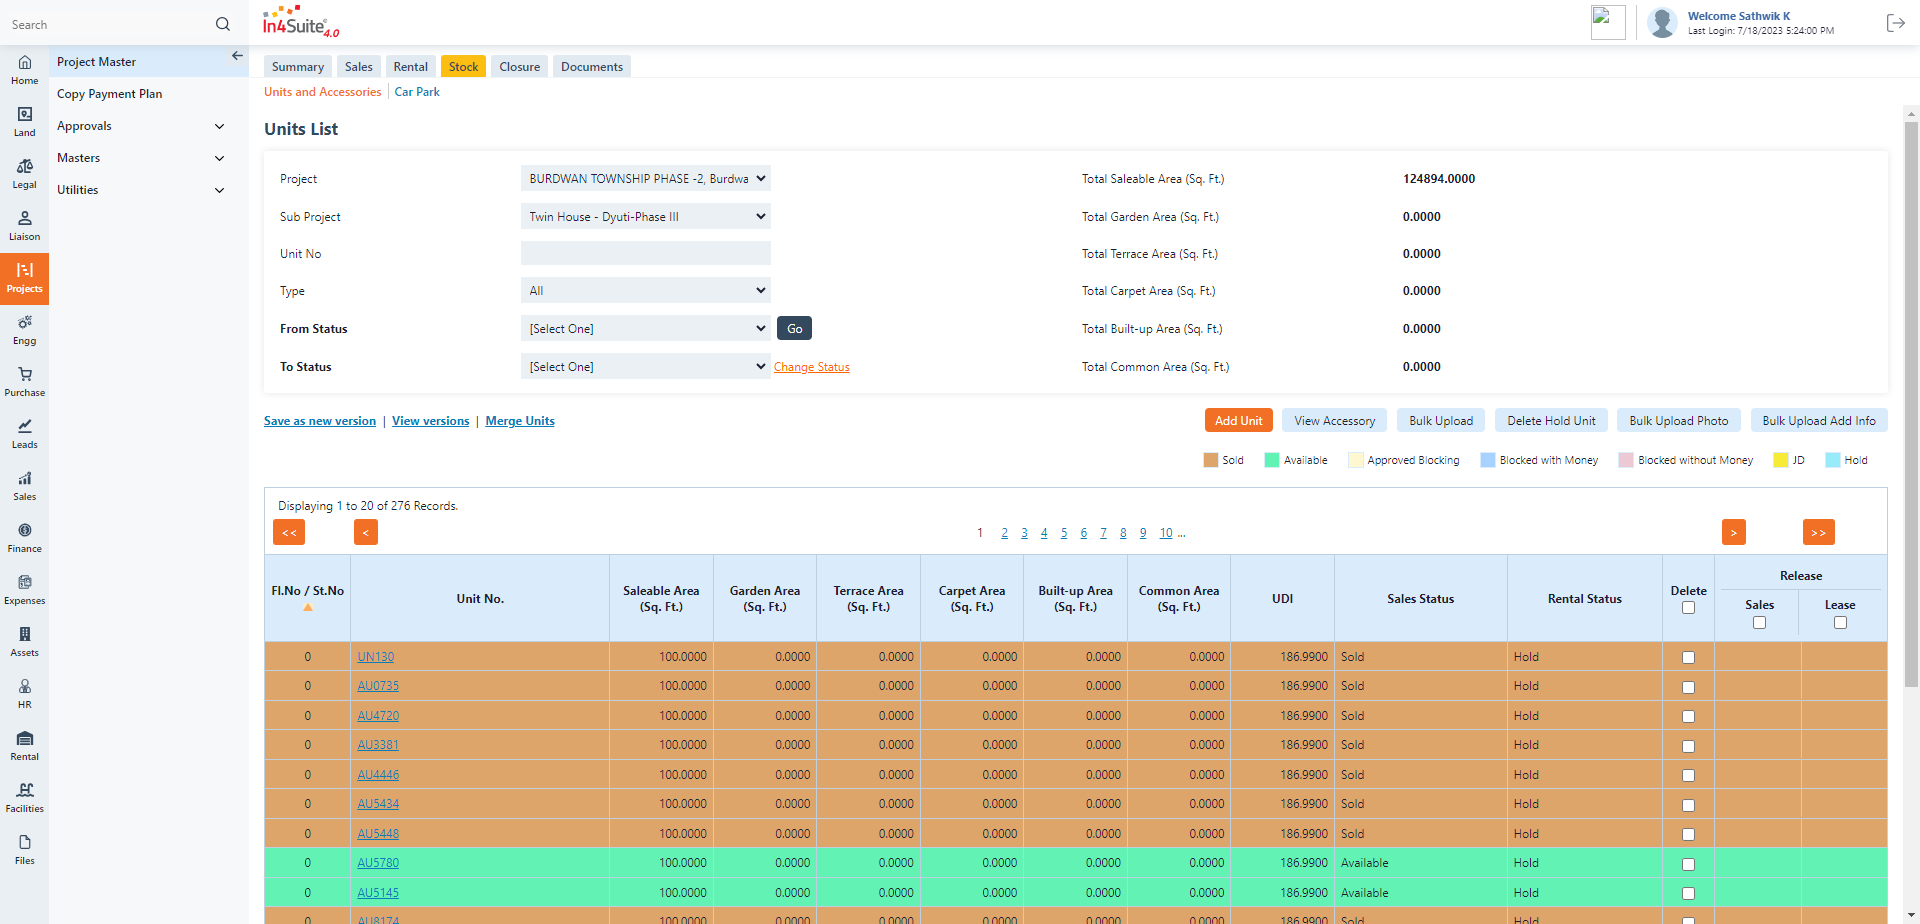 Search
In4Suite® 4.0
Welcome Sathwik K
Last Login: 7/18/2023 5:24:00 PM
Home
Land
Legal
Liaison
Projects
Engg
Purchase
Leads
Sales
Finance
Expenses
Assets
HR
Rental
Facilities
Files
Project Master
Copy Payment Plan
Approvals
Masters
Utilities
Summary Sales Rental Stock Closure Documents
Units and Accessories Car Park
Units List
Project BURDWAN TOWNSHIP PHASE -2, Burdwa Total Saleable Area (Sq. Ft.) 124894.0000
Sub Project Twin House - Dyuti-Phase III Total Garden Area (Sq. Ft.) 0.0000
Unit No Total Terrace Area (Sq. Ft.) 0.0000
Type All Total Carpet Area (Sq. Ft.) 0.0000
From Status [Select One] Go Total Built-up Area (Sq. Ft.) 0.0000
To Status [Select One] Change Status Total Common Area (Sq. Ft.) 0.0000
Save as new version | View versions | Merge Units
Add Unit View Accessory Bulk Upload Delete Hold Unit Bulk Upload Photo Bulk Upload Add Info
Sold Available Approved Blocking Blocked with Money Blocked without Money JD Hold
Displaying 1 to 20 of 276 Records.
<< < 1 2 3 4 5 6 7 8 9 10 ... > >>
Fl.No / St.No Unit No. Saleable Area (Sq. Ft.) Garden Area (Sq. Ft.) Terrace Area (Sq. Ft.) Carpet Area (Sq. Ft.) Built-up Area (Sq. Ft.) Common Area (Sq. Ft.) UDI Sales Status Rental Status Delete Release Sales Lease
0 UN130 100.0000 0.0000 0.0000 0.0000 0.0000 0.0000 186.9900 Sold Hold
0 AU0735 100.0000 0.0000 0.0000 0.0000 0.0000 0.0000 186.9900 Sold Hold
0 AU4720 100.0000 0.0000 0.0000 0.0000 0.0000 0.0000 186.9900 Sold Hold
0 AU3381 100.0000 0.0000 0.0000 0.0000 0.0000 0.0000 186.9900 Sold Hold
0 AU4446 100.0000 0.0000 0.0000 0.0000 0.0000 0.0000 186.9900 Sold Hold
0 AU5434 100.0000 0.0000 0.0000 0.0000 0.0000 0.0000 186.9900 Sold Hold
0 AU5448 100.0000 0.0000 0.0000 0.0000 0.0000 0.0000 186.9900 Sold Hold
0 AU5780 100.0000 0.0000 0.0000 0.0000 0.0000 0.0000 186.9900 Available Hold
0 AU5145 100.0000 0.0000 0.0000 0.0000 0.0000 0.0000 186.9900 Available Hold
0 AU8174 100.0000 0.0000 0.0000 0.0000 0.0000 0.0000 186.9900 Sold Hold